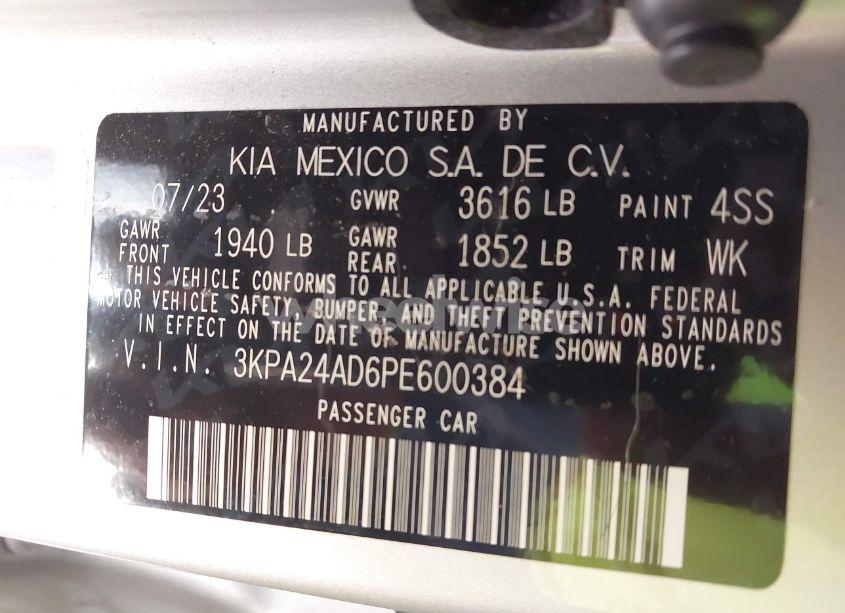 MANUFACTURED BY
KIA MEXICO S.A. DE C.V.
07/23 GVWR 3616 LB PAINT 4SS
GAWR FRONT 1940 LB GAWR REAR 1852 LB TRIM WK
THIS VEHICLE CONFORMS TO ALL APPLICABLE U.S.A. FEDERAL
MOTOR VEHICLE SAFETY, BUMPER, AND THEFT PREVENTION STANDARDS
IN EFFECT ON THE DATE OF MANUFACTURE SHOWN ABOVE.
V.I.N. 3KPA24AD6PE600384
PASSENGER CAR